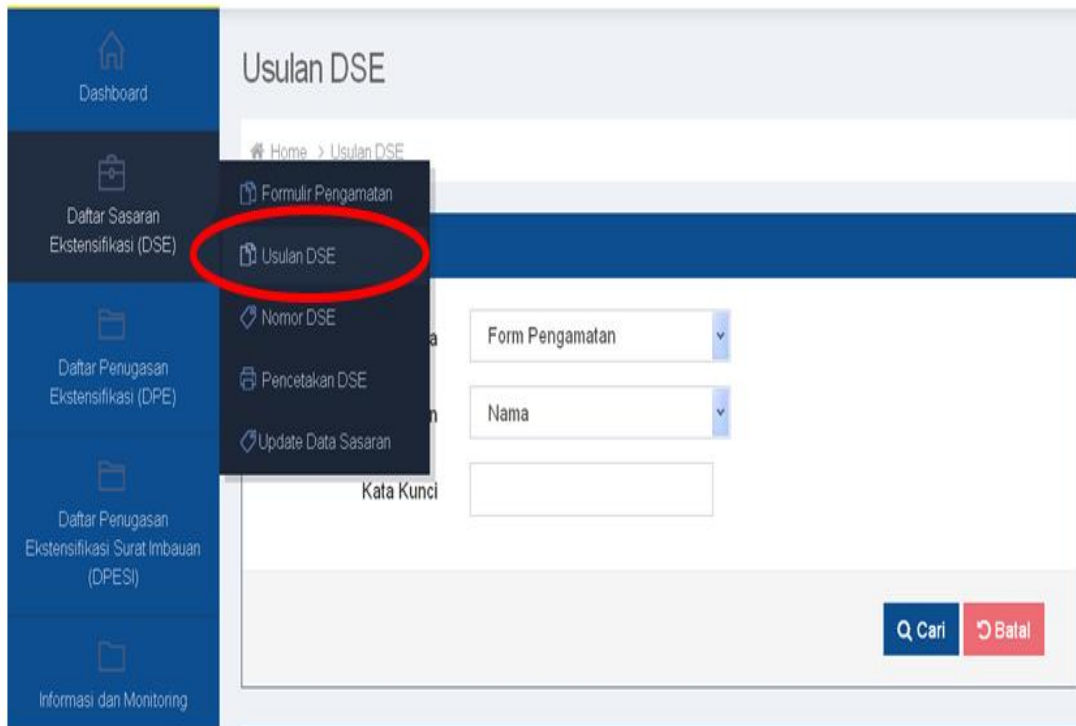 Dashboard
Daftar Sasaran
Ekstensifikasi (DSE)
Daftar Penugasan
Ekstensifikasi (DPE)
Daftar Penugasan
Ekstensifikasi Surat Imbauan
(DPESI)
Informasi dan Monitoring
Usulan DSE
Home > Usulan DSE
Formulir Pengamatan
Usulan DSE
Nomor DSE
Pencetakan DSE
Update Data Sasaran
a Form Pengamatan
n Nama
Kata Kunci
Cari Batal